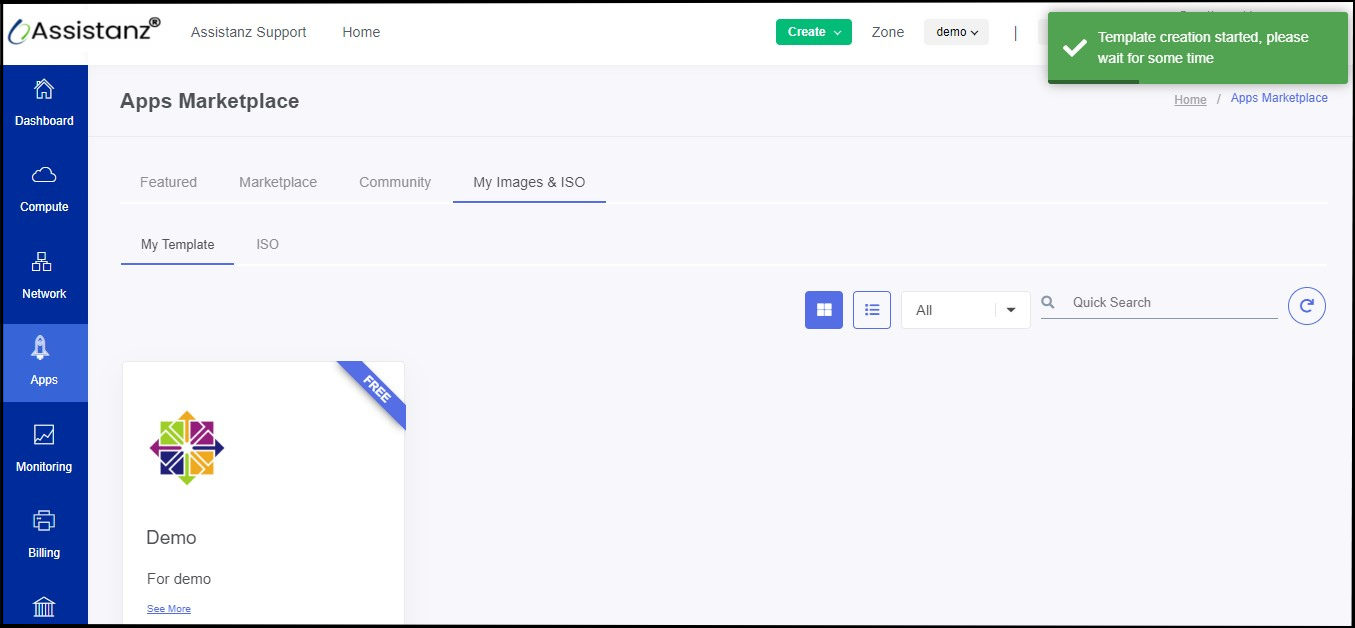 Assistanz®
Assistanz Support
Home
Create
Zone
demo
|
Template creation started, please
wait for some time
Dashboard
Compute
Network
Apps
Monitoring
Billing
Apps Marketplace
Home / Apps Marketplace
Featured
Marketplace
Community
My Images & ISO
My Template
ISO
All
Quick Search
FREE
Demo
For demo
See More